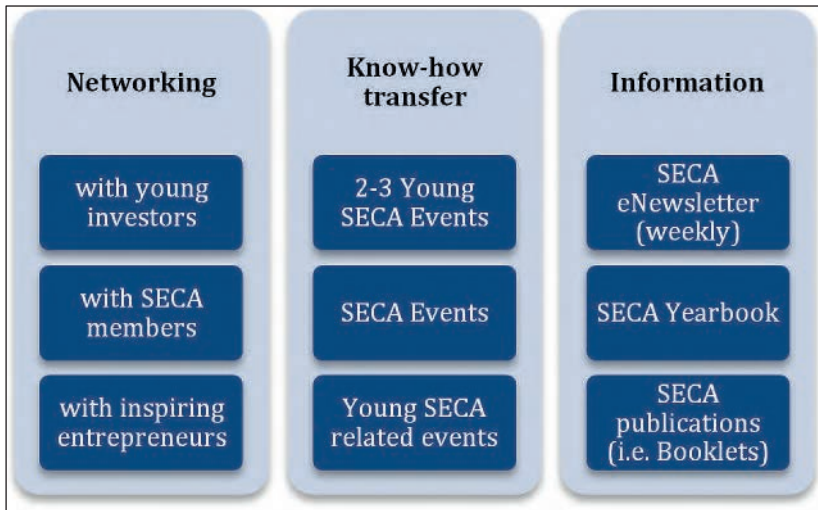 Networking
with young
investors
with SECA
members
with inspiring
entrepreneurs
Know-how
transfer
2-3 Young
SECA Events
SECA Events
Young SECA
related events
Information
SECA
eNewsletter
(weekly)
SECA Yearbook
SECA
publications
(i.e. Booklets)